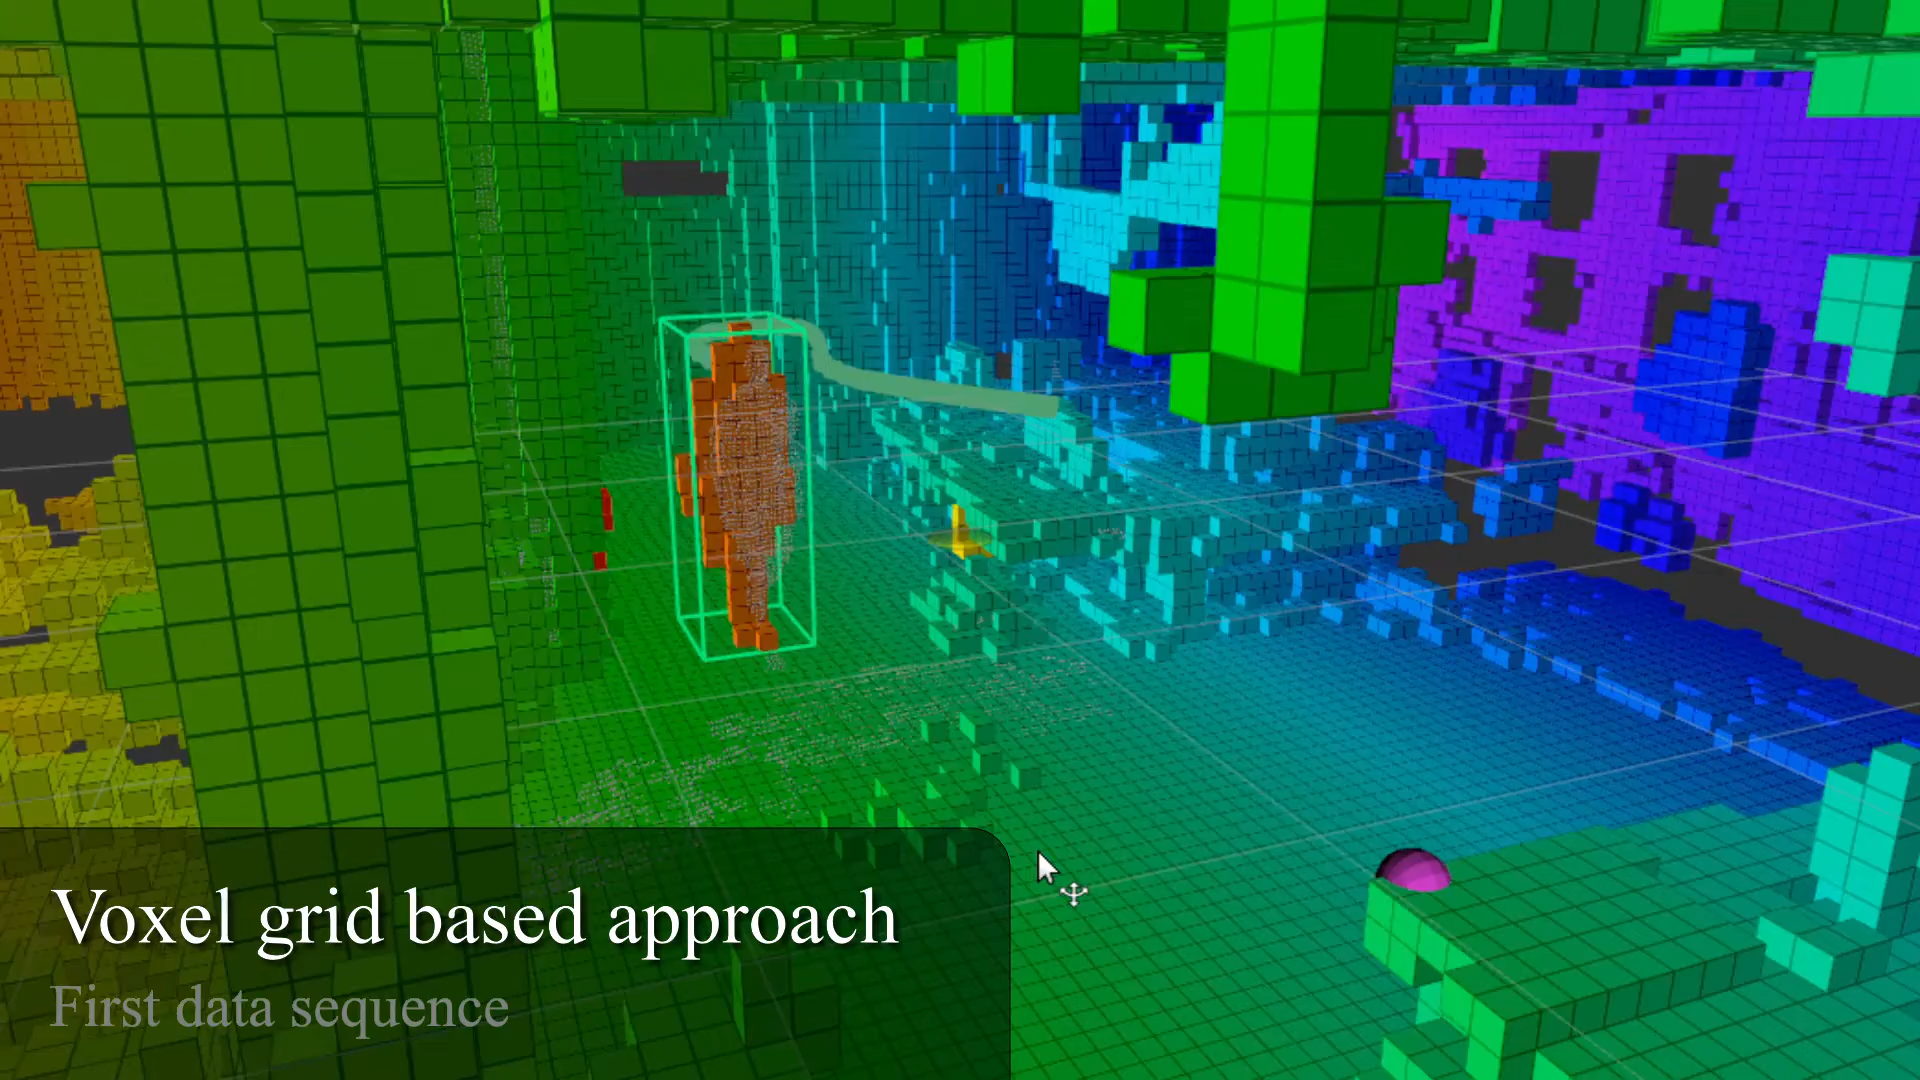 Voxel grid based approach
First data sequence